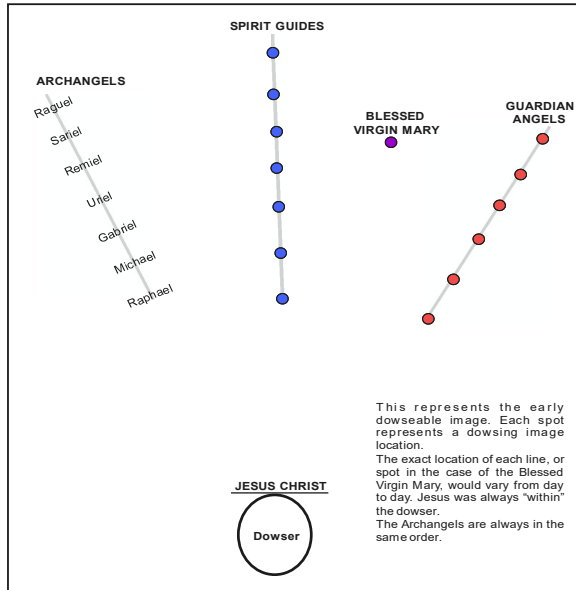 SPIRIT GUIDES
ARCHANGELS
Raguel
Sariel
Remiel
Uriel
Gabriel
Michael
Raphael
BLESSED
VIRGIN MARY
GUARDIAN
ANGELS
This represents the early
dowseable image. Each spot
represents a dowsing image
location.
The exact location of each line, or
spot in the case of the Blessed
Virgin Mary, would vary from day
to day. Jesus was always “within”
the dowser.
The Archangels are always in the
same order.
JESUS CHRIST
Dowser